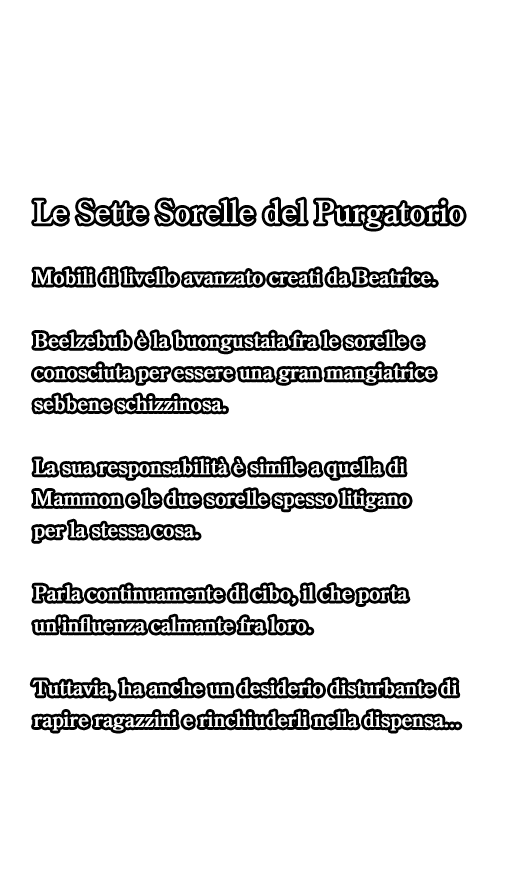 Le Sette Sorelle del Purgatorio
Mobili di livello avanzato creati da Beatrice.
Beelzebub è la buongustaia fra le sorelle e
conosciuta per essere una gran mangiatrice
sebbene schizzinosa.
La sua responsabilità è simile a quella di
Mammon e le due sorelle spesso litigano
per la stessa cosa.
Parla continuamente di cibo, il che porta
un'influenza calmante fra loro.
Tuttavia, ha anche un desiderio disturbante di
rapire ragazzini e rinchiuderli nella dispensa...